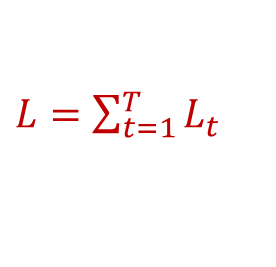 L = ∑_{t=1}^{T} L_t